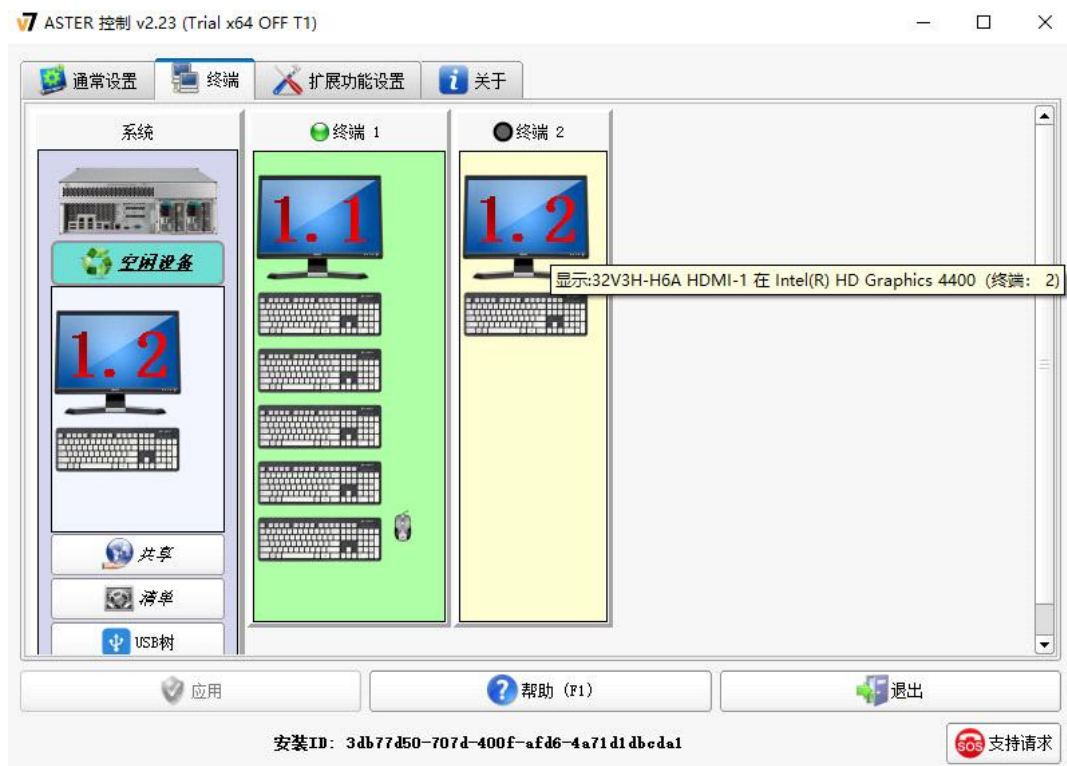 ASTER 控制 v2.23 (Trial x64 OFF T1)
通常设置 终端 扩展功能设置 关于
系统 终端 1 终端 2
1.1 1.2
空闲设备
显示:32V3H-H6A HDMI-1 在 Intel(R) HD Graphics 4400 (终端: 2)
1.2
共享
清单
USB树
应用 帮助 (F1) 退出
安装ID: 3db77d50-707d-400f-afd6-4a71d1dbcda1
SOS 支持请求